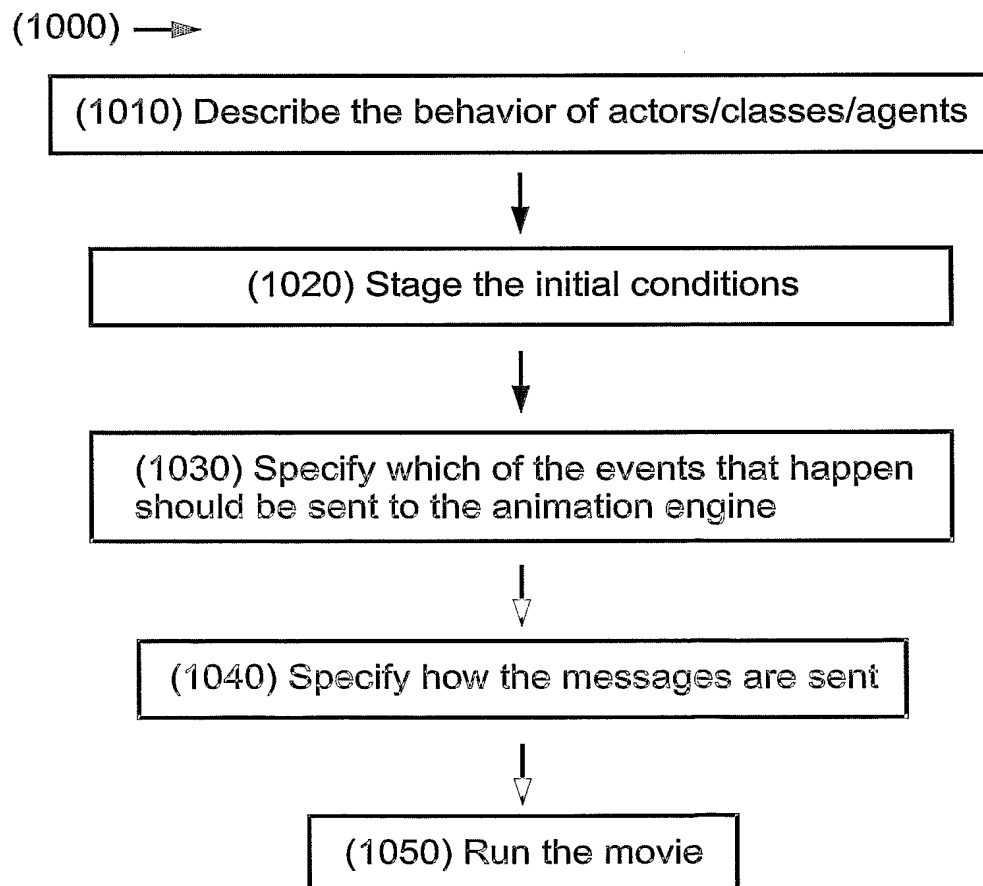 (1000)
(1010) Describe the behavior of actors/classes/agents
(1020) Stage the initial conditions
(1030) Specify which of the events that happen
should be sent to the animation engine
(1040) Specify how the messages are sent
(1050) Run the movie